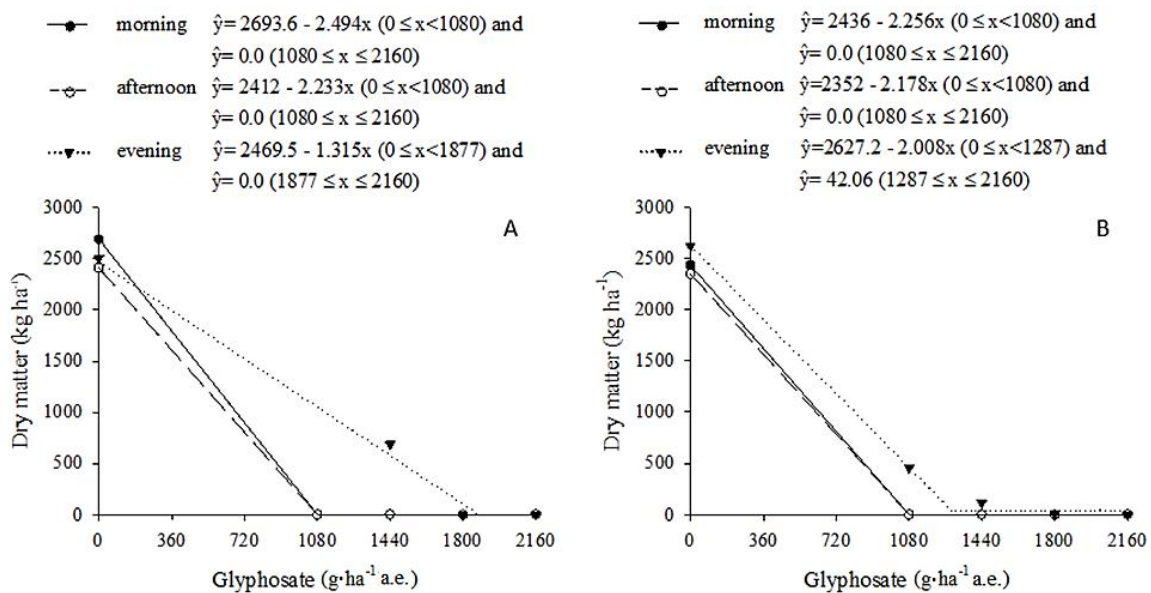 morning ŷ= 2693.6 - 2.494x (0 ≤ x<1080) and
ŷ= 0.0 (1080 ≤ x ≤ 2160)
afternoon ŷ= 2412 - 2.233x (0 ≤ x<1080) and
ŷ= 0.0 (1080 ≤ x ≤ 2160)
evening ŷ= 2469.5 - 1.315x (0 ≤ x<1877) and
ŷ= 0.0 (1877 ≤ x ≤ 2160)
A
3000
2500
2000
1500
1000
500
0
Dry matter (kg ha⁻¹)
0 360 720 1080 1440 1800 2160
Glyphosate (g·ha⁻¹ a.e.)
morning ŷ= 2436 - 2.256x (0 ≤ x<1080) and
ŷ= 0.0 (1080 ≤ x ≤ 2160)
afternoon ŷ=2352 - 2.178x (0 ≤ x<1080) and
ŷ= 0.0 (1080 ≤ x ≤ 2160)
evening ŷ=2627.2 - 2.008x (0 ≤ x<1287) and
ŷ= 42.06 (1287 ≤ x ≤ 2160)
B
3000
2500
2000
1500
1000
500
0
Dry matter (kg ha⁻¹)
0 360 720 1080 1440 1800 2160
Glyphosate (g·ha⁻¹ a.e.)